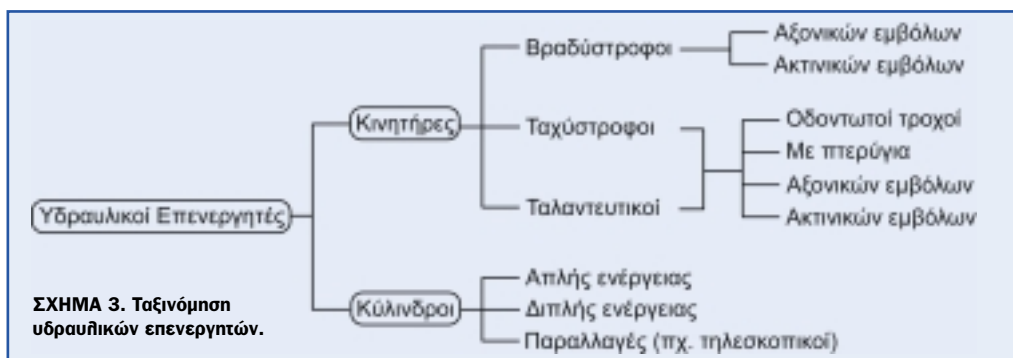 Υδραυλικοί Επενεργητές
Κινητήρες
Βραδύστροφοι
Αξονικών εμβόλων
Ακτινικών εμβόλων
Ταχύστροφοι
Ταλαντευτικοί
Οδοντωτοί τροχοί
Με πτερύγια
Αξονικών εμβόλων
Ακτινικών εμβόλων
Κύλινδροι
Απλής ενέργειας
Διπλής ενέργειας
Παραλλαγές (πχ. τηλεσκοπικοί)
ΣΧΗΜΑ 3. Ταξινόμηση
υδραυλικών επενεργητών.